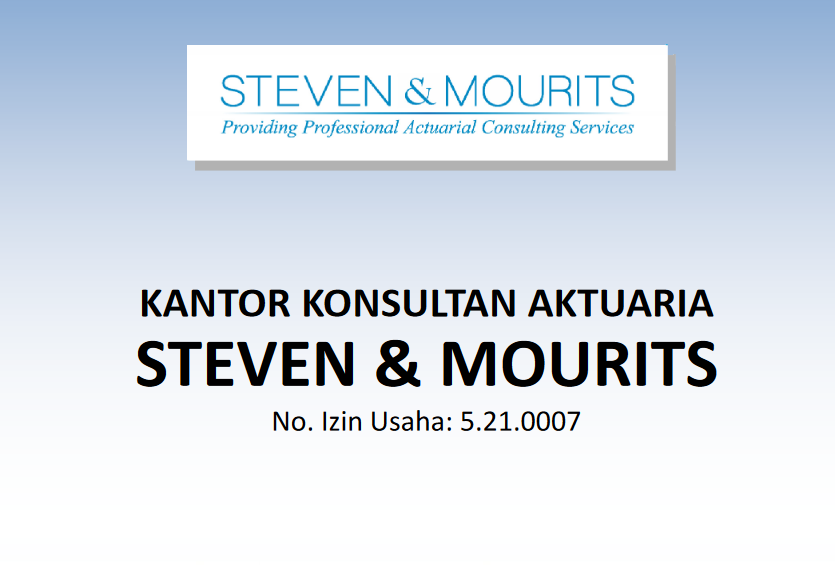 STEVEN & MOURITS
Providing Professional Actuarial Consulting Services
KANTOR KONSULTAN AKTUARIA
STEVEN & MOURITS
No. Izin Usaha: 5.21.0007